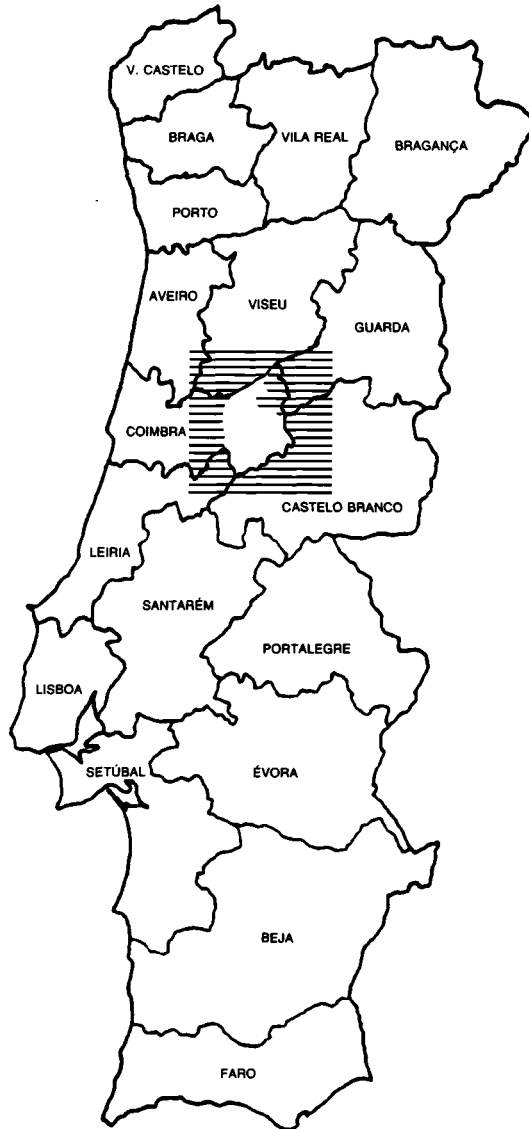 V. CASTELO
BRAGA
VILA REAL
BRAGANÇA
PORTO
AVEIRO
VISEU
GUARDA
COIMBRA
CASTELO BRANCO
LEIRIA
SANTARÉM
PORTALEGRE
LISBOA
SETÚBAL
ÉVORA
BEJA
FARO